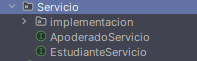 Servicio
implementacion
ApoderadoServicio
EstudianteServicio